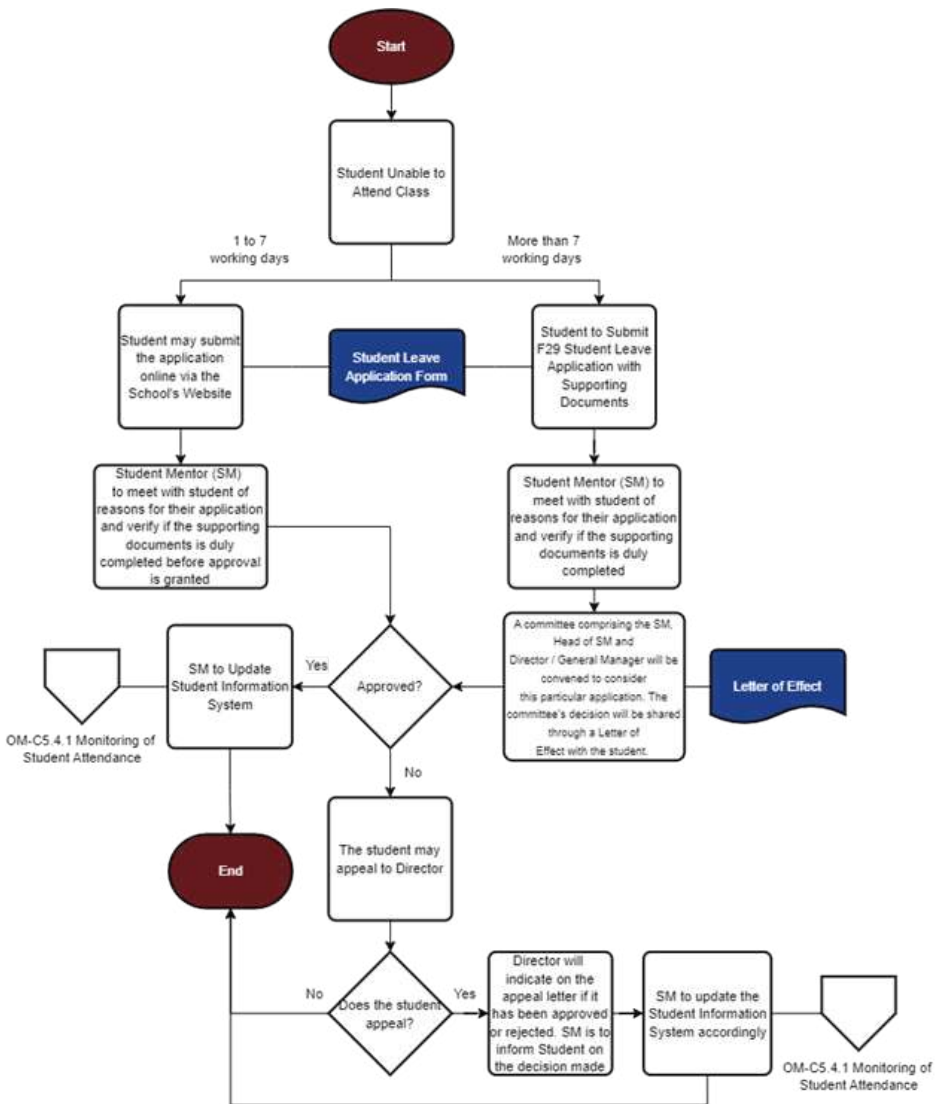 Start
Student Unable to
Attend Class
1 to 7
working days
More than 7
working days
Student may submit
the application
online via the
School's Website
Student Leave
Application Form
Student to Submit
F29 Student Leave
Application with
Supporting
Documents
Student Mentor (SM)
to meet with student of
reasons for their application
and verify if the supporting
documents is duly
completed before approval
is granted
Student Mentor (SM) to
meet with student of
reasons for their application
and verify if the supporting
documents is duly
completed
A committee comprising the SM,
Head of SM and
Director / General Manager will be
convened to consider
this particular application. The
committee's decision will be shared
through a Letter of
Effect with the student.
Letter of Effect
Approved?
Yes
SM to Update
Student Information
System
OM-C5.4.1 Monitoring of
Student Attendance
No
The student may
appeal to Director
End
Does the student
appeal?
No
Yes
Director will
indicate on the
appeal letter if it
has been approved
or rejected. SM is to
inform Student on
the decision made
SM to update the
Student Information
System accordingly
OM-C5.4.1 Monitoring of
Student Attendance